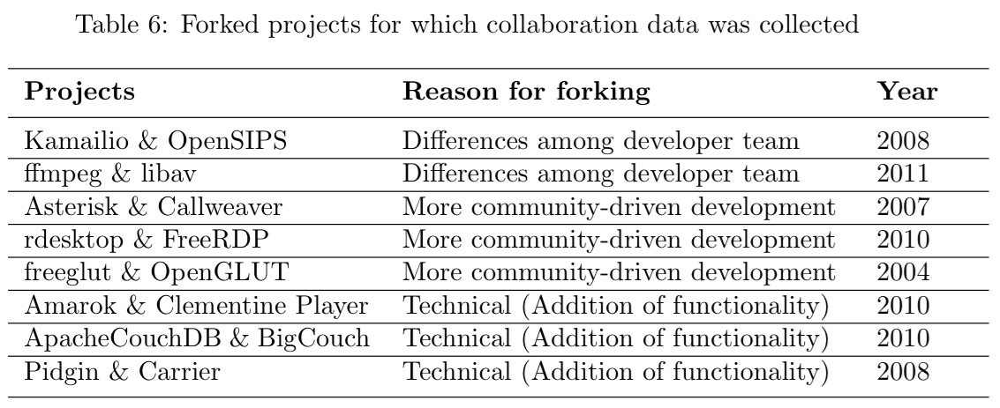 Table 6: Forked projects for which collaboration data was collected
Projects Reason for forking Year
Kamailio & OpenSIPS Differences among developer team 2008
ffmpeg & libav Differences among developer team 2011
Asterisk & Callweaver More community-driven development 2007
rdesktop & FreeRDP More community-driven development 2010
freeglut & OpenGLUT More community-driven development 2004
Amarok & Clementine Player Technical (Addition of functionality) 2010
ApacheCouchDB & BigCouch Technical (Addition of functionality) 2010
Pidgin & Carrier Technical (Addition of functionality) 2008